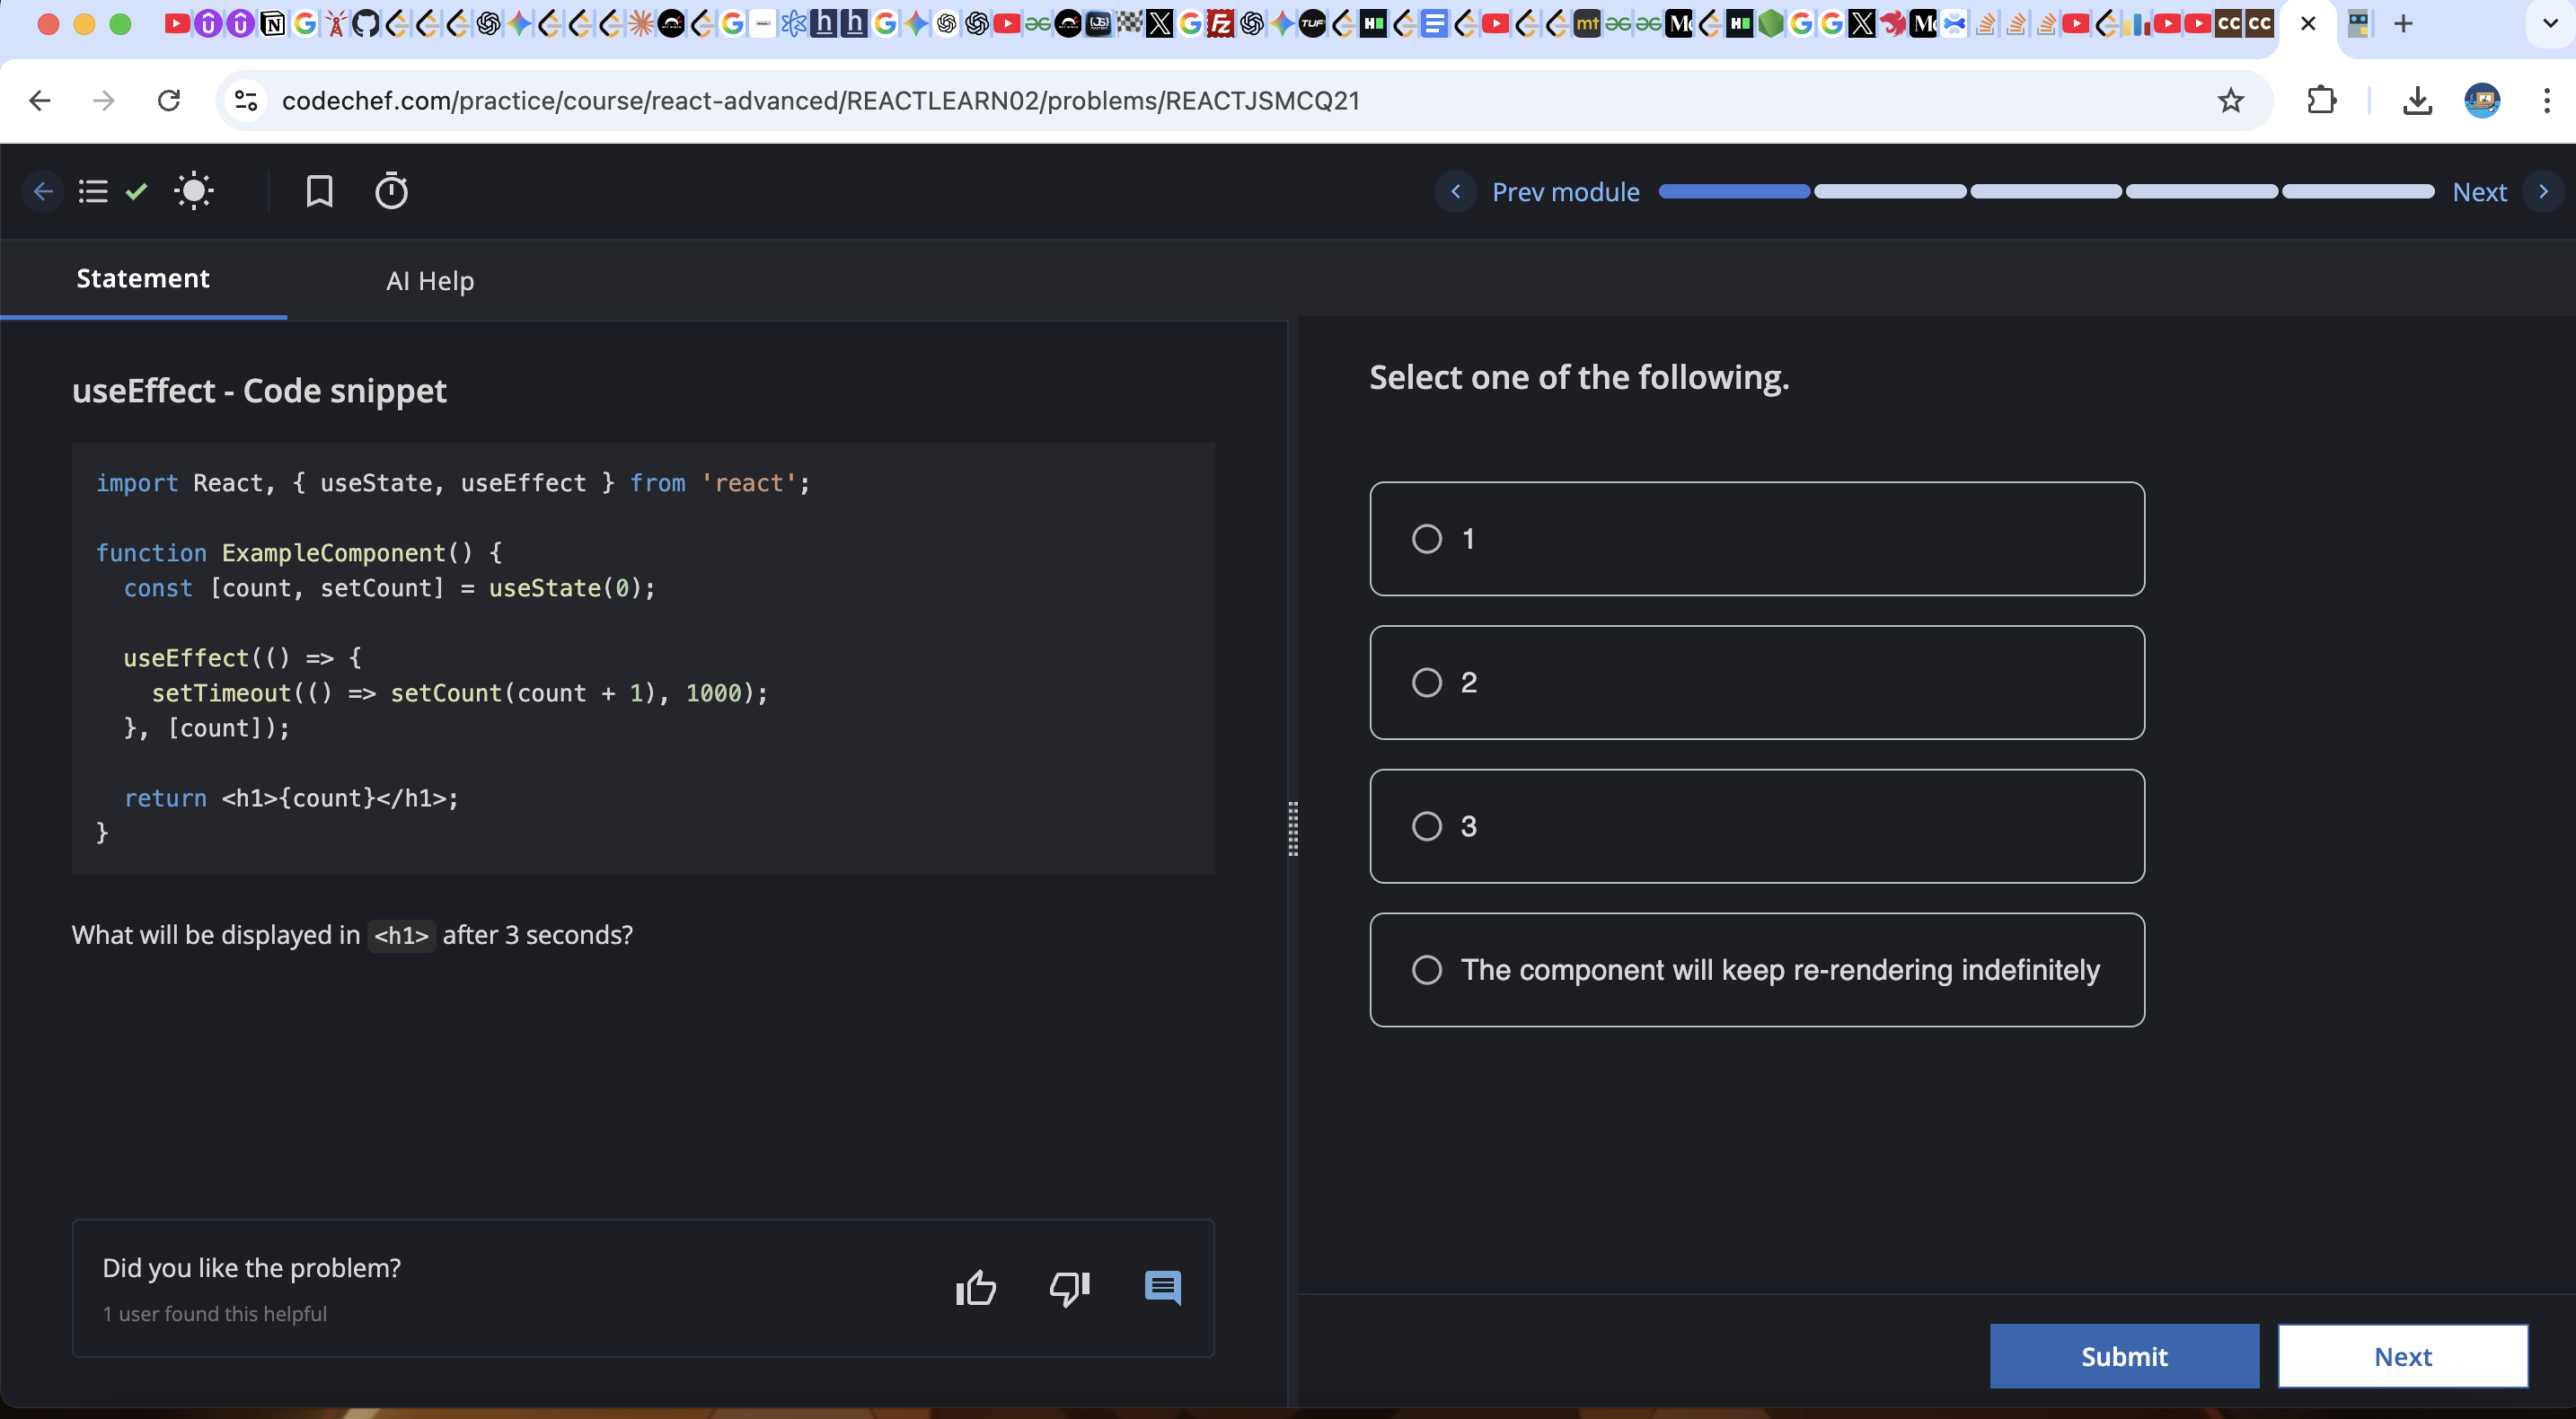 codechef.com/practice/course/react-advanced/REACTLEARN02/problems/REACTJSMCQ21
Prev module
Next
Statement
AI Help
useEffect - Code snippet
import React, { useState, useEffect } from 'react';
function ExampleComponent() {
  const [count, setCount] = useState(0);
  useEffect(() => {
    setTimeout(() => setCount(count + 1), 1000);
  }, [count]);
  return <h1>{count}</h1>;
}
What will be displayed in <h1> after 3 seconds?
Did you like the problem?
1 user found this helpful
Select one of the following.
1
2
3
The component will keep re-rendering indefinitely
Submit
Next